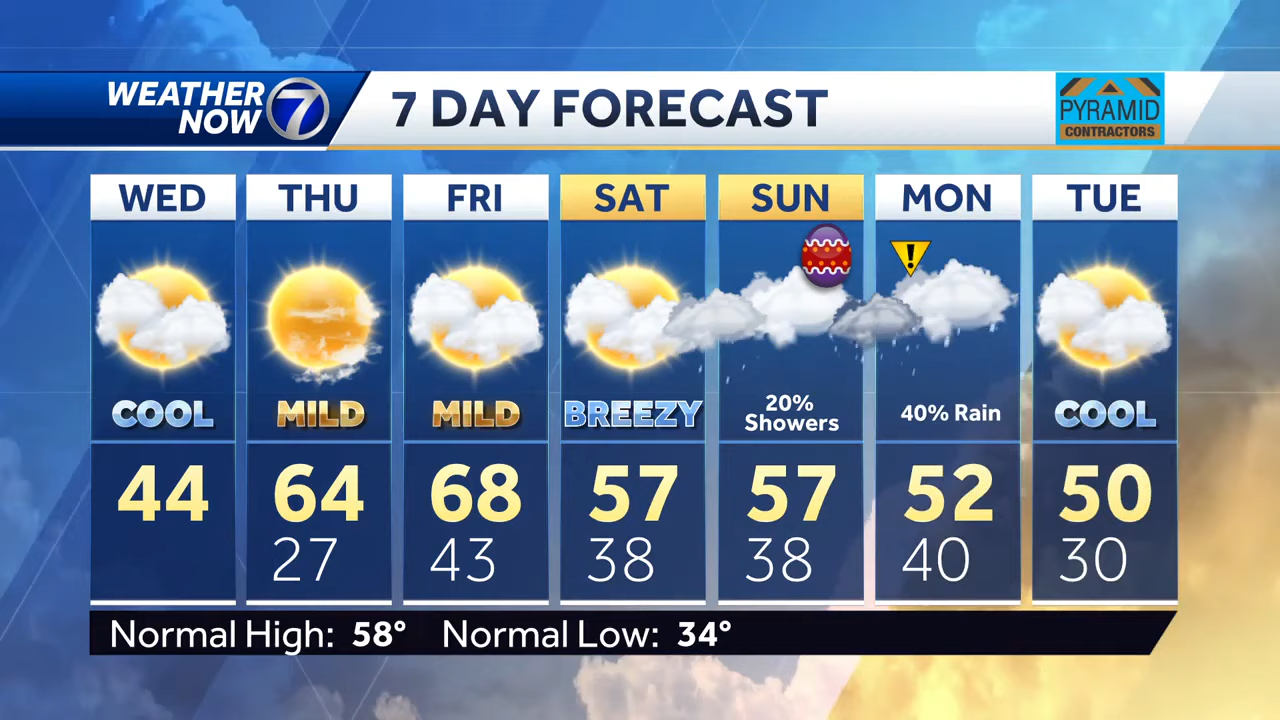 WEATHER
NOW
7
7 DAY FORECAST
PYRAMID
CONTRACTORS
WED
THU
FRI
SAT
SUN
MON
TUE
!
COOL
MILD
MILD
BREEZY
20%
Showers
40% Rain
COOL
44
64
68
57
57
52
50
27
43
38
38
40
30
Normal High: 58° Normal Low: 34°